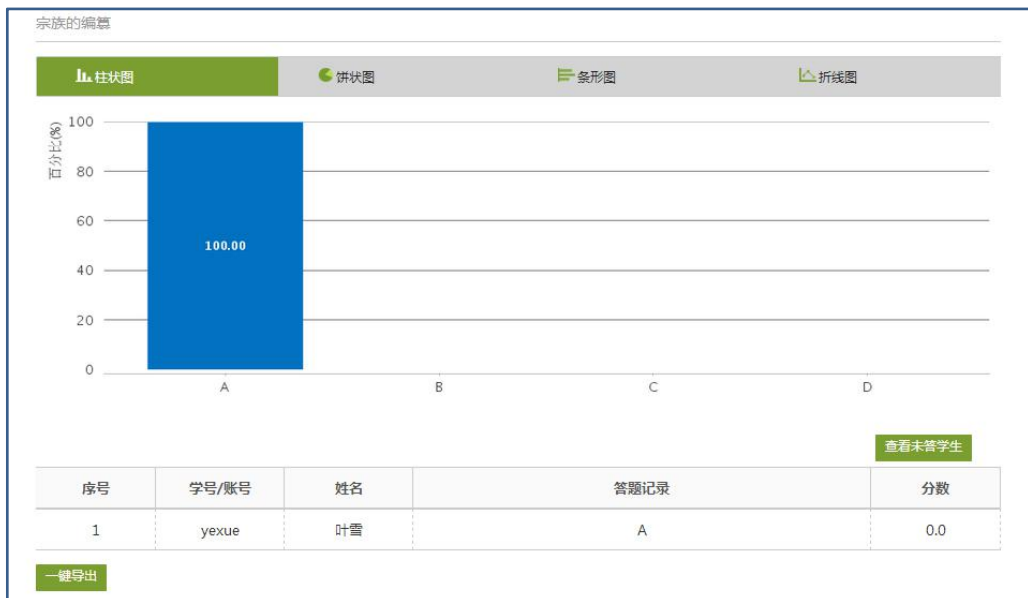 宗族的编纂
柱状图 饼状图 条形图 折线图
百分比(%)
100
80
60
40
20
0
100.00
A B C D
查看未答学生
序号 学号/账号 姓名 答题记录 分数
1 yexue 叶雪 A 0.0
一键导出